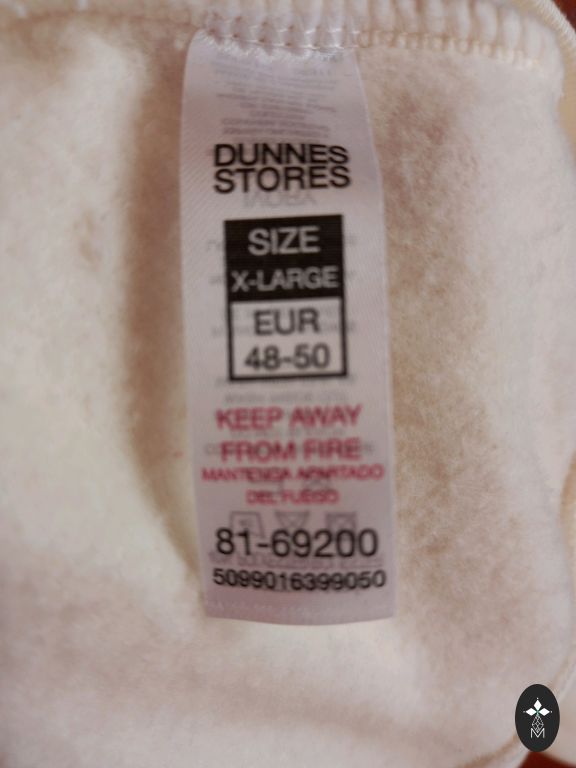 DUNNES
STORES
SIZE
X-LARGE
EUR
48-50
KEEP AWAY
FROM FIRE
MANTENGA APARTADO
DEL FUEGO
81-69200
5099016399050
M